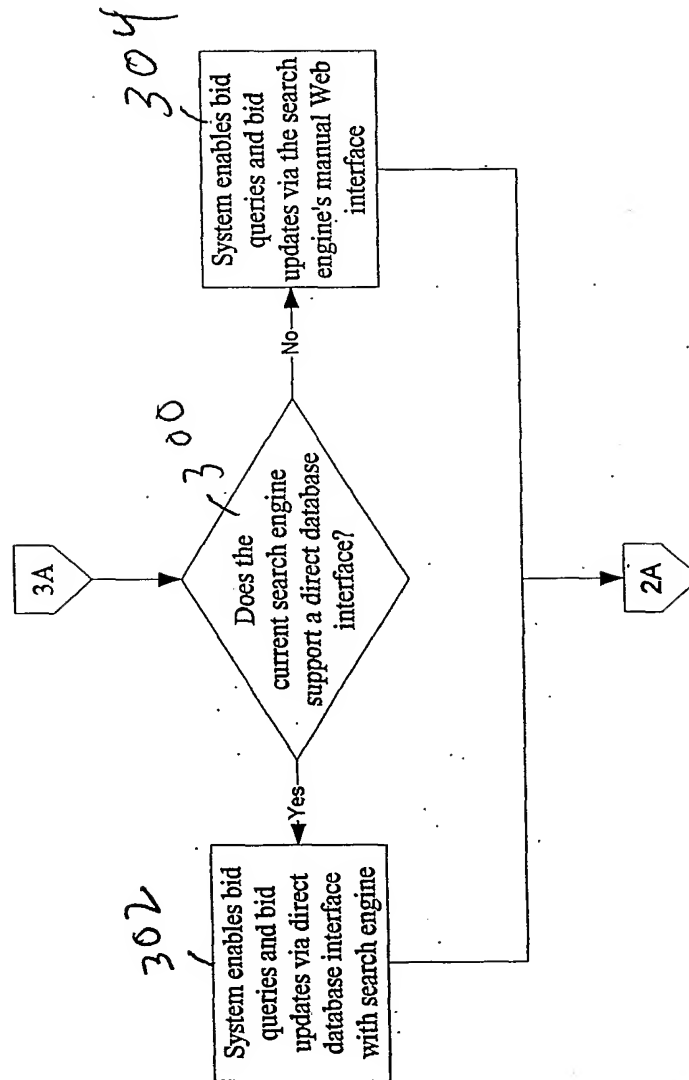 3A
300
Does the
current search engine
support a direct database
interface?
Yes
No
302
System enables bid
queries and bid
updates via direct
database interface
with search engine
304
System enables bid
queries and bid
updates via the search
engine's manual Web
interface
2A